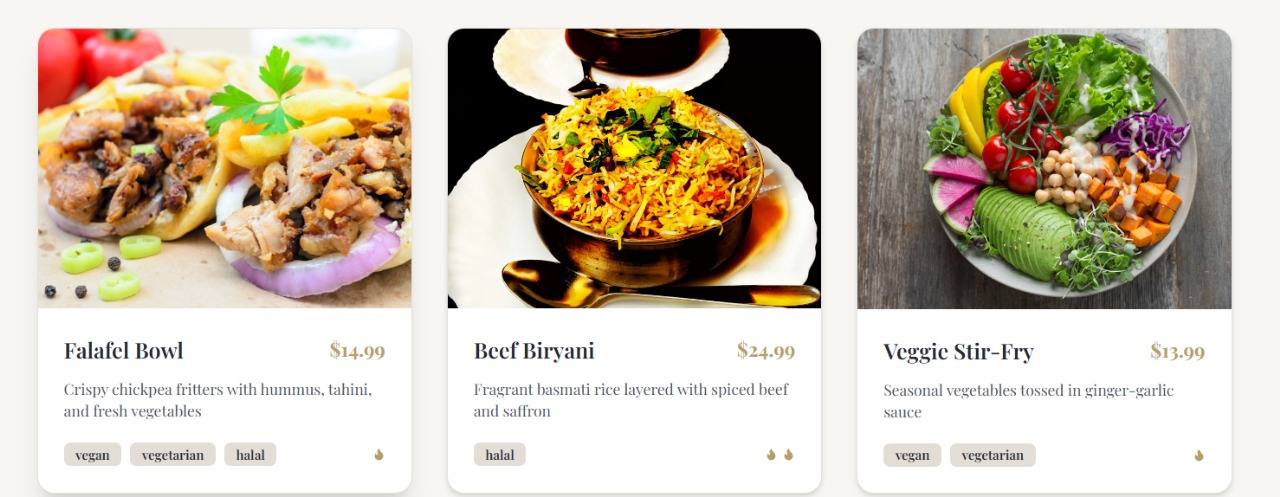 Falafel Bowl $14.99
Crispy chickpea fritters with hummus, tahini,
and fresh vegetables
vegan vegetarian halal
Beef Biryani $24.99
Fragrant basmati rice layered with spiced beef
and saffron
halal
Veggie Stir-Fry $13.99
Seasonal vegetables tossed in ginger-garlic
sauce
vegan vegetarian